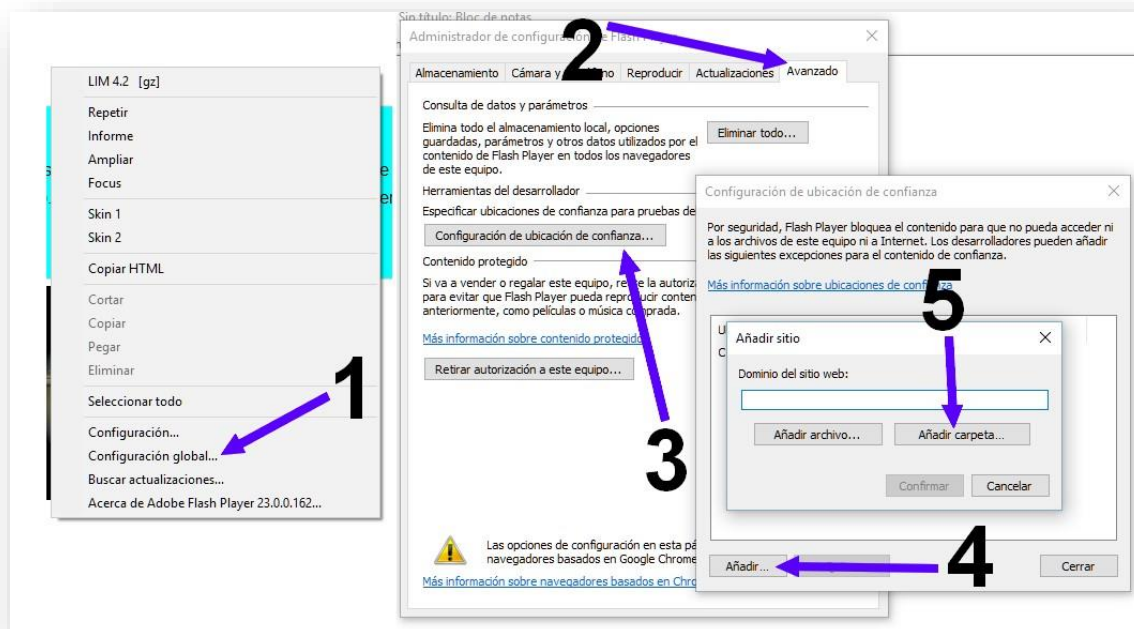 Sin título: Bloc de notas
LIM 4.2 [gz]
Repetir
Informe
Ampliar
Focus
Skin 1
Skin 2
Copiar HTML
Cortar
Copiar
Pegar
Eliminar
Seleccionar todo
Configuración...
Configuración global...
Buscar actualizaciones...
Acerca de Adobe Flash Player 23.0.0.162...
1
Administrador de configuración de Flash
2
Almacenamiento Cámara y Reproducir Actualizaciones Avanzado
Consulta de datos y parámetros
Elimina todo el almacenamiento local, opciones
guardadas, parámetros y otros datos utilizados por el
contenido de Flash Player en todos los navegadores
de este equipo.
Eliminar todo...
Herramientas del desarrollador
Especificar ubicaciones de confianza para pruebas de
Configuración de ubicación de confianza...
Contenido protegido
Si va a vender o regalar este equipo, la autoriz
para evitar que Flash Player pueda reproducir conten
anteriormente, como películas o música comprada.
Más información sobre contenido protegido
Retirar autorización a este equipo...
3
Las opciones de configuración en esta pá
navegadores basados en Google Chrome
Más información sobre navegadores basados en Chro
Configuración de ubicación de confianza
Por seguridad, Flash Player bloquea el contenido para que no pueda acceder ni
a los archivos de este equipo ni a Internet. Los desarrolladores pueden añadir
las siguientes excepciones para el contenido de confianza.
Más información sobre ubicaciones de confianza
5
Añadir sitio
Dominio del sitio web:
Añadir archivo... Añadir carpeta...
Confirmar Cancelar
4
Añadir... Cerrar